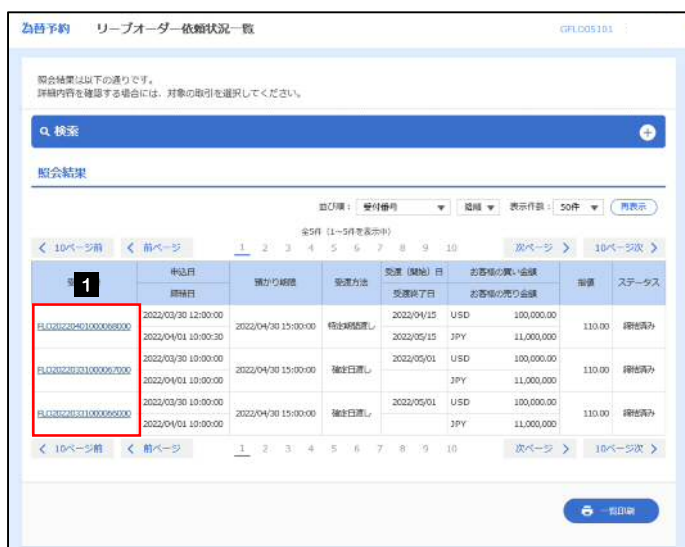 為替予約 リーブオーダー依頼状況一覧 GFLO05101
照会結果は以下の通りです。
詳細内容を確認する場合には、対象の取引を選択してください。
検索
照会結果
並び順： 受付番号 降順 表示件数： 50件 再表示
全5件（1～5件を表示中）
10ページ前 前ページ 1 2 3 4 5 6 7 8 9 10 次ページ 10ページ次
1 申込日 預かり期限 受渡方法 受渡（開始）日 お客様の買い金額 指値 ステータス
締結日 受渡終了日 お客様の売り金額
FLO20220401000068000 2022/03/30 12:00:00 2022/04/30 15:00:00 特定期間渡し 2022/04/15 USD 100,000.00 110.00 締結済み
2022/04/01 10:00:30 2022/05/15 JPY 11,000,000
FLO20220331000067000 2022/03/30 10:00:00 2022/04/30 15:00:00 確定日渡し 2022/05/01 USD 100,000.00 110.00 締結済み
2022/04/01 10:00:00 JPY 11,000,000
FLO20220331000066000 2022/03/30 10:00:00 2022/04/30 15:00:00 確定日渡し 2022/05/01 USD 100,000.00 110.00 締結済み
2022/04/01 10:00:00 JPY 11,000,000
10ページ前 前ページ 1 2 3 4 5 6 7 8 9 10 次ページ 10ページ次
一覧印刷